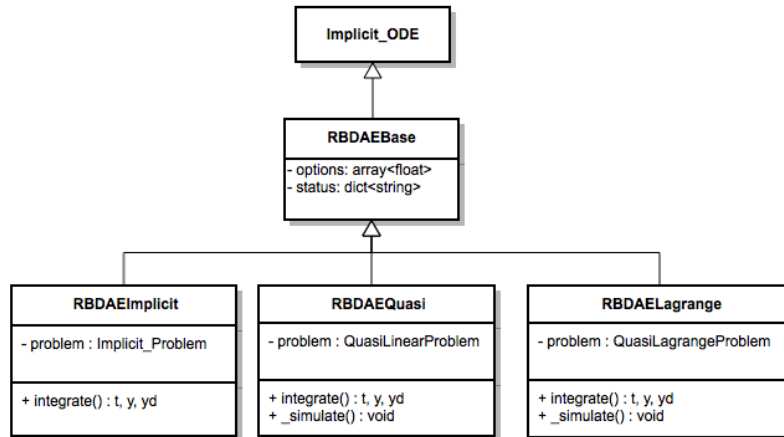 Implicit_ODE
RBDAEBase
- options: array<float>
- status: dict<string>
RBDAEImplicit
- problem : Implicit_Problem
+ integrate() : t, y, yd
RBDAEQuasi
- problem : QuasiLinearProblem
+ integrate() : t, y, yd
+ _simulate() : void
RBDAELagrange
- problem : QuasiLagrangeProblem
+ integrate() : t, y, yd
+ _simulate() : void